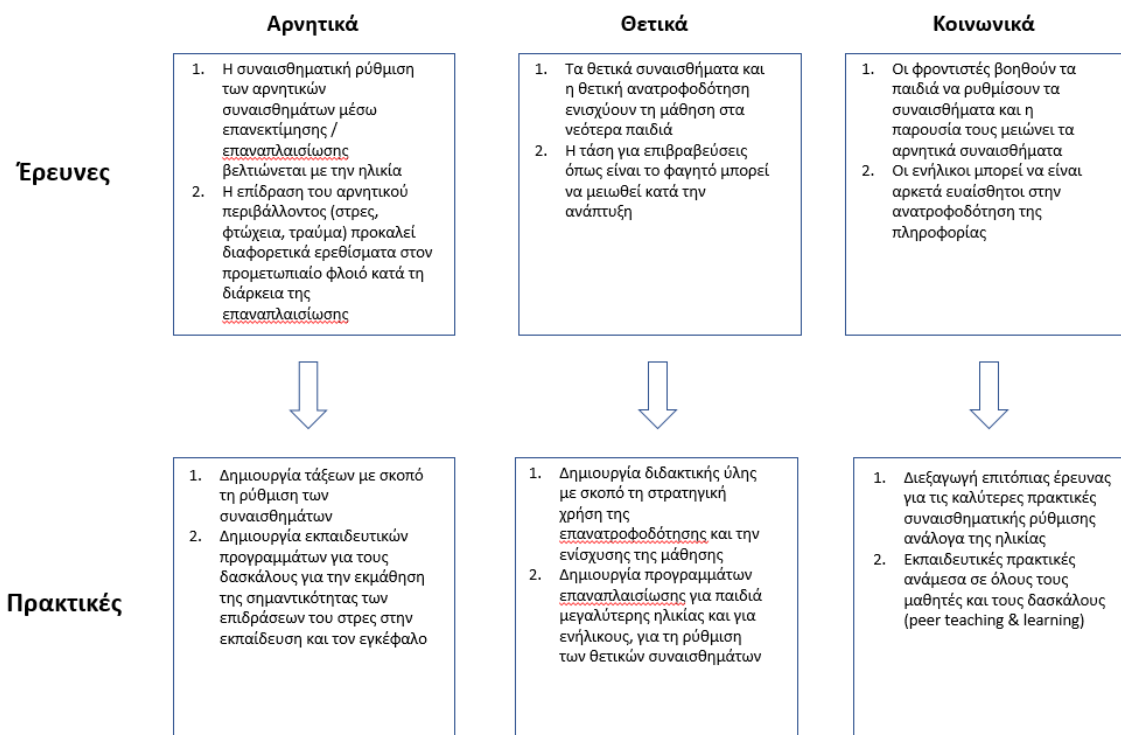 Αρνητικά
Θετικά
Κοινωνικά
Έρευνες
1. Η συναισθηματική ρύθμιση
των αρνητικών
συναισθημάτων μέσω
επανεκτίμησης /
επαναπλαισίωσης
βελτιώνεται με την ηλικία
2. Η επίδραση του αρνητικού
περιβάλλοντος (στρες,
φτώχεια, τραύμα) προκαλεί
διαφορετικά ερεθίσματα στον
προμετωπιαίο φλοιό κατά τη
διάρκεια της
επαναπλαισίωσης
1. Τα θετικά συναισθήματα και
η θετική ανατροφοδότηση
ενισχύουν τη μάθηση στα
νεότερα παιδιά
2. Η τάση για επιβραβεύσεις
όπως είναι το φαγητό μπορεί
να μειωθεί κατά την
ανάπτυξη
1. Οι φροντιστές βοηθούν τα
παιδιά να ρυθμίσουν τα
συναισθήματα και η
παρουσία τους μειώνει τα
αρνητικά συναισθήματα
2. Οι ενήλικοι μπορεί να είναι
αρκετά ευαίσθητοι στην
ανατροφοδότηση της
πληροφορίας
Πρακτικές
1. Δημιουργία τάξεων με σκοπό
τη ρύθμιση των
συναισθημάτων
2. Δημιουργία εκπαιδευτικών
προγραμμάτων για τους
δασκάλους για την εκμάθηση
της σημαντικότητας των
επιδράσεων του στρες στην
εκπαίδευση και τον εγκέφαλο
1. Δημιουργία διδακτικής ύλης
με σκοπό τη στρατηγική
χρήση της
επανατροφοδότησης και την
ενίσχυσης της μάθησης
2. Δημιουργία προγραμμάτων
επαναπλαισίωσης για παιδιά
μεγαλύτερης ηλικίας και για
ενήλικους, για τη ρύθμιση
των θετικών συναισθημάτων
1. Διεξαγωγή επιτόπιας έρευνας
για τις καλύτερες πρακτικές
συναισθηματικής ρύθμισης
ανάλογα της ηλικίας
2. Εκπαιδευτικές πρακτικές
ανάμεσα σε όλους τους
μαθητές και τους δασκάλους
(peer teaching & learning)